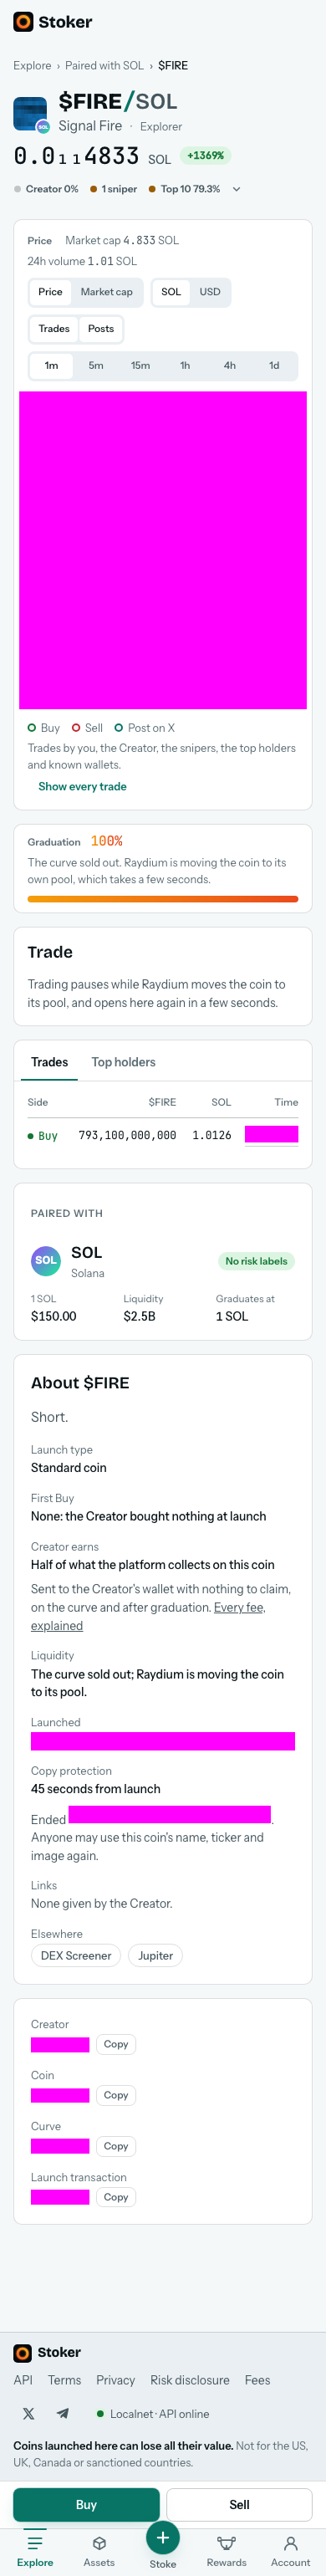 Stoker
Explore › Paired with SOL › $FIRE
$FIRE/SOL
SOL
Signal Fire · Explorer
0.0₁₁4833 SOL +1369%
Creator 0% 1 sniper Top 10 79.3%
Price Market cap 4.833 SOL
24h volume 1.01 SOL
Price Market cap SOL USD
Trades Posts
1m 5m 15m 1h 4h 1d
Buy Sell Post on X
Trades by you, the Creator, the snipers, the top holders
and known wallets.
Show every trade
Graduation 100%
The curve sold out. Raydium is moving the coin to its
own pool, which takes a few seconds.
Trade
Trading pauses while Raydium moves the coin to
its pool, and opens here again in a few seconds.
Trades Top holders
Side $FIRE SOL Time
Buy 793,100,000,000 1.0126
PAIRED WITH
SOL SOL
Solana
No risk labels
1 SOL Liquidity Graduates at
$150.00 $2.5B 1 SOL
About $FIRE
Short.
Launch type
Standard coin
First Buy
None: the Creator bought nothing at launch
Creator earns
Half of what the platform collects on this coin
Sent to the Creator's wallet with nothing to claim,
on the curve and after graduation. Every fee,
explained
Liquidity
The curve sold out; Raydium is moving the coin
to its pool.
Launched
Copy protection
45 seconds from launch
Ended .
Anyone may use this coin's name, ticker and
image again.
Links
None given by the Creator.
Elsewhere
DEX Screener Jupiter
Creator
Copy
Coin
Copy
Curve
Copy
Launch transaction
Copy
Stoker
API Terms Privacy Risk disclosure Fees
Localnet · API online
Coins launched here can lose all their value. Not for the US,
UK, Canada or sanctioned countries.
Buy Sell
Explore Assets Stoke Rewards Account